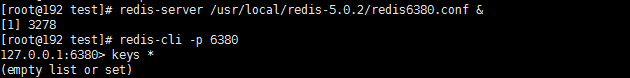 [root@192 test]# redis-server /usr/local/redis-5.0.2/redis6380.conf &
[1] 3278
[root@192 test]# redis-cli -p 6380
127.0.0.1:6380> keys *
(empty list or set)